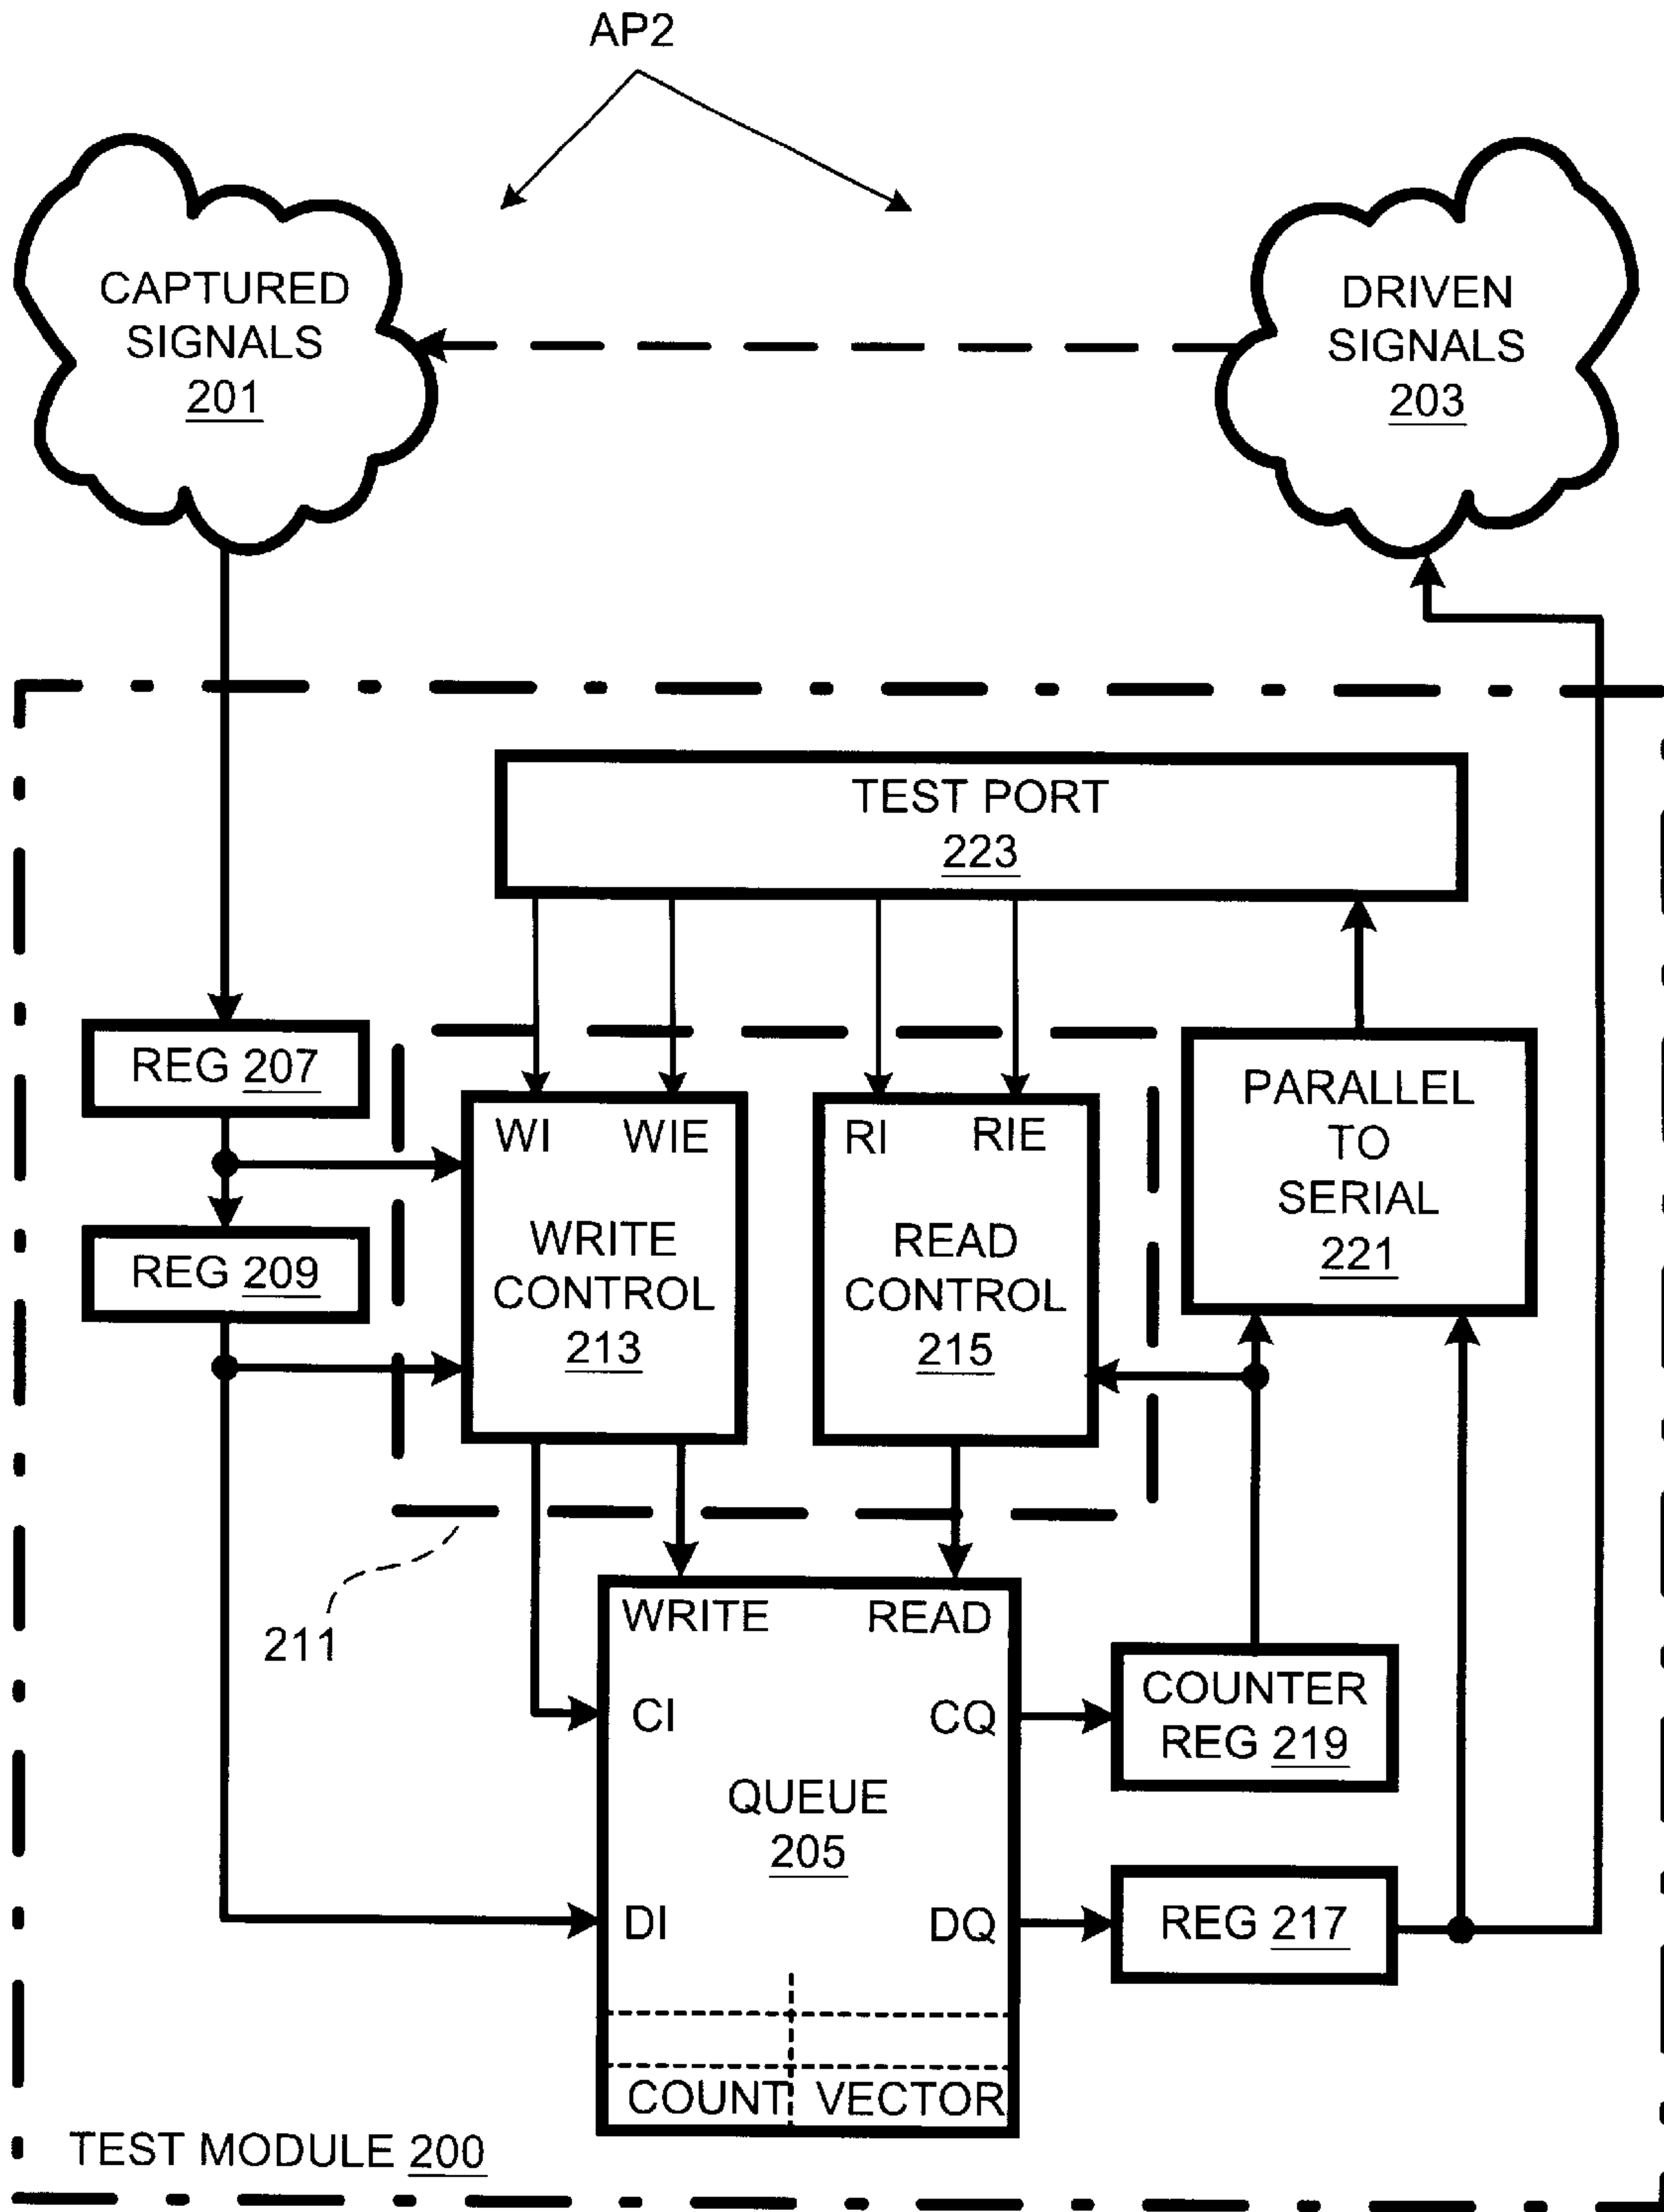 AP2
CAPTURED
SIGNALS
201
DRIVEN
SIGNALS
203
TEST PORT
223
REG 207
REG 209
WI WIE
WRITE
CONTROL
213
RI RIE
READ
CONTROL
215
PARALLEL
TO
SERIAL
221
211
WRITE READ
CI CQ
QUEUE
205
DI DQ
COUNT VECTOR
COUNTER
REG 219
REG 217
TEST MODULE 200